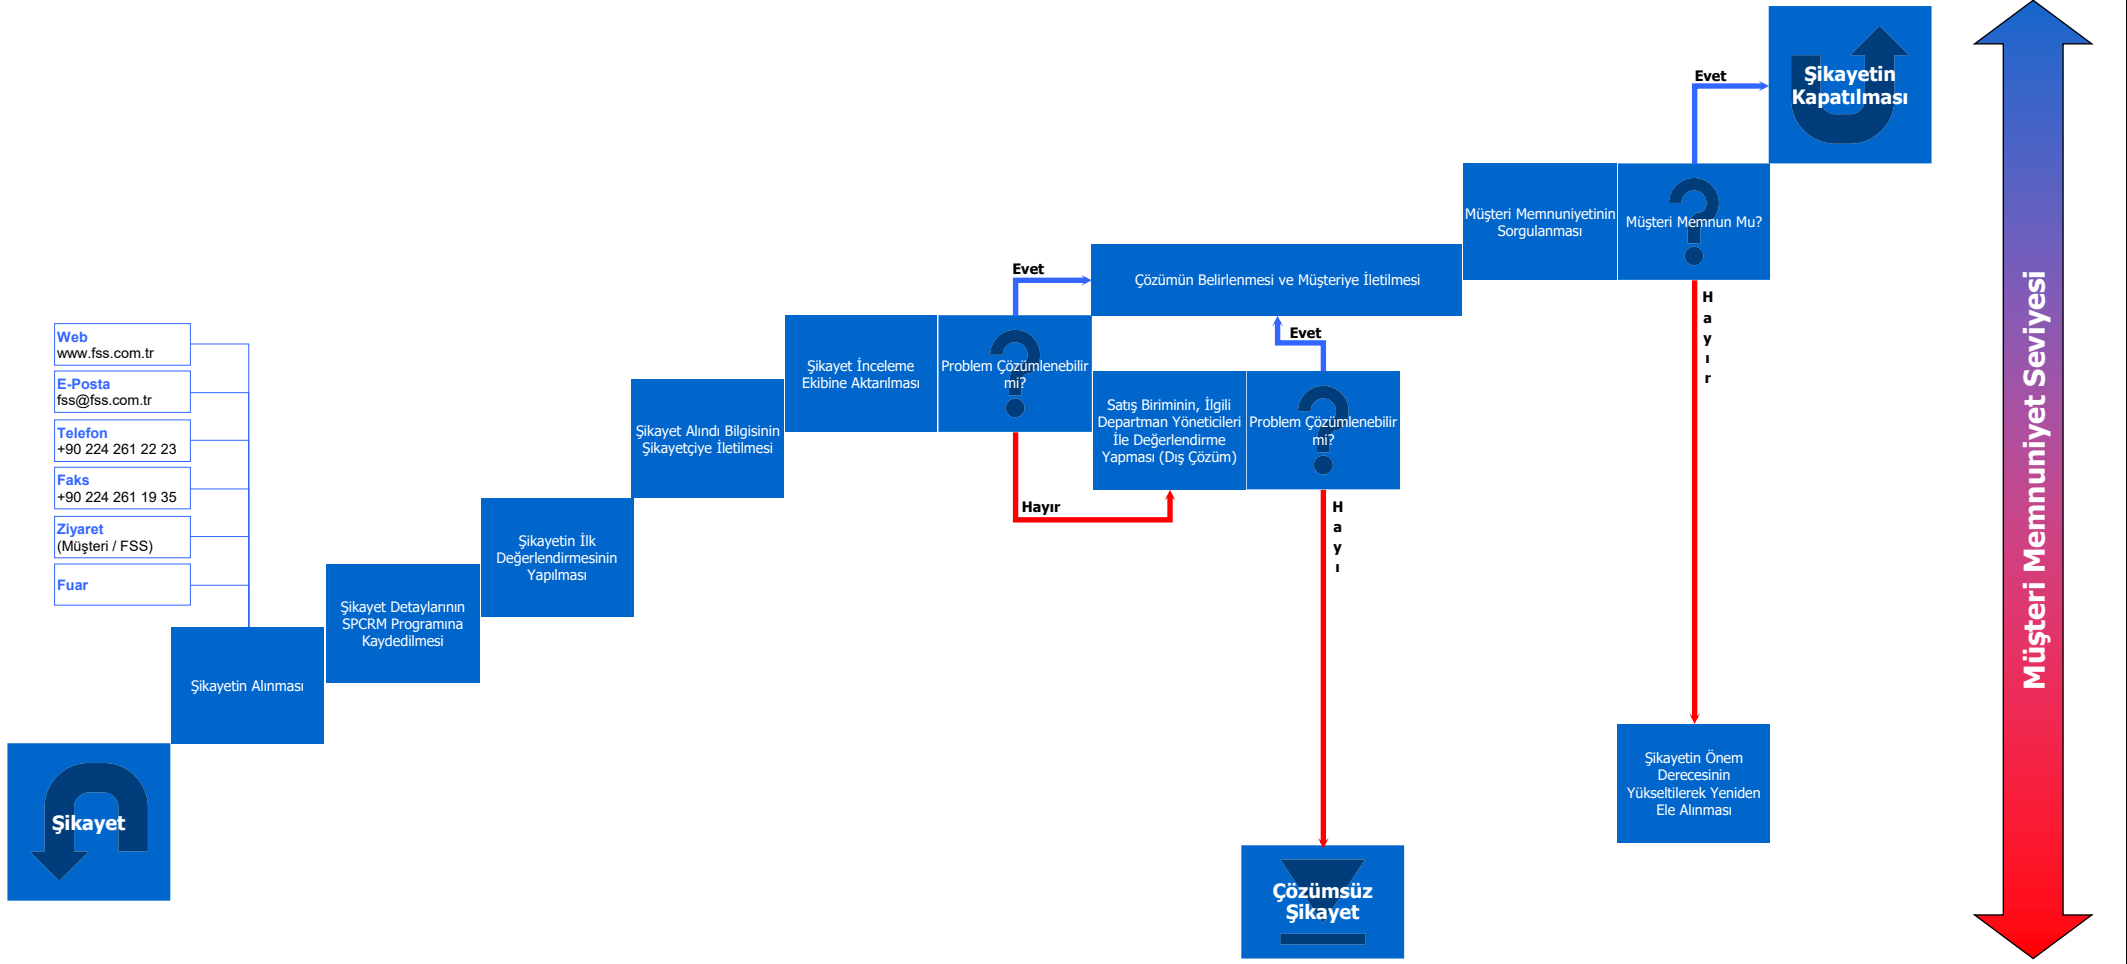 Şikayetin
Kapatılması
Evet
Müşteri Memnuniyetinin
Sorgulanması
Müşteri Memnun Mu?
H
a
y
ı
r
Evet
Çözümün Belirlenmesi ve Müşteriye İletilmesi
Evet
Web
www.fss.com.tr
E-Posta
fss@fss.com.tr
Telefon
+90 224 261 22 23
Faks
+90 224 261 19 35
Ziyaret
(Müşteri / FSS)
Fuar
Şikayet İnceleme
Ekibine Aktarılması
Problem Çözümlenebilir
mi?
Hayır
Satış Biriminin, İlgili
Departman Yöneticileri
İle Değerlendirme
Yapması (Dış Çözüm)
Problem Çözümlenebilir
mi?
H
a
y
ı
Şikayet Alındı Bilgisinin
Şikayetçiye İletilmesi
Şikayetin İlk
Değerlendirmesinin
Yapılması
Şikayet Detaylarının
SPCRM Programına
Kaydedilmesi
Şikayetin Alınması
Şikayet
Şikayetin Önem
Derecesinin
Yükseltilerek Yeniden
Ele Alınması
Çözümsüz
Şikayet
Müşteri Memnuniyet Seviyesi